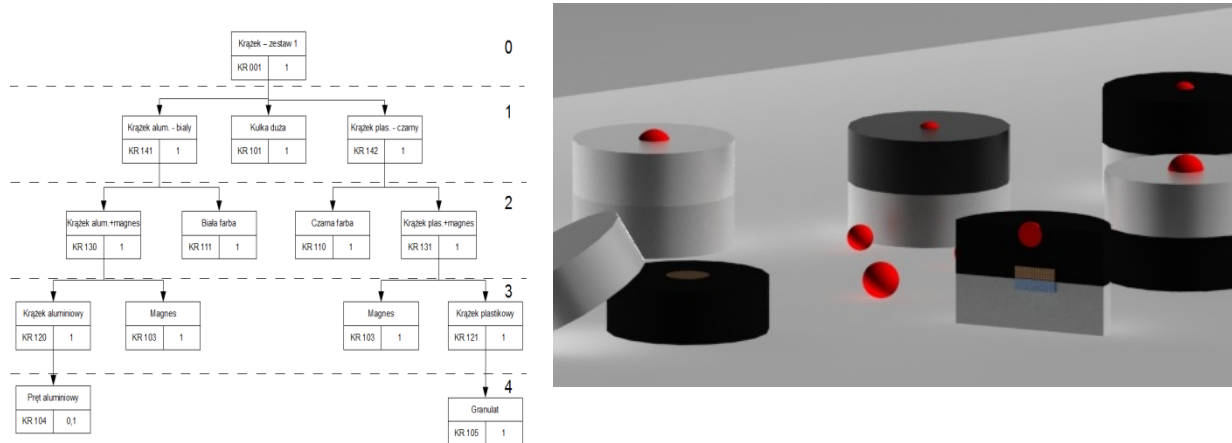 Krążek – zestaw 1
KR 001 1
0
1
Krążek alum. - biały
KR 141 1
Kulka duża
KR 101 1
Krążek plas. - czarny
KR 142 1
2
Krążek alum.+magnes
KR 130 1
Biała farba
KR 111 1
Czarna farba
KR 110 1
Krążek plas.+magnes
KR 131 1
3
Krążek aluminiowy
KR 120 1
Magnes
KR 103 1
Magnes
KR 103 1
Krążek plastikowy
KR 121 1
4
Pręt aluminiowy
KR 104 0,1
Granulat
KR 105 1